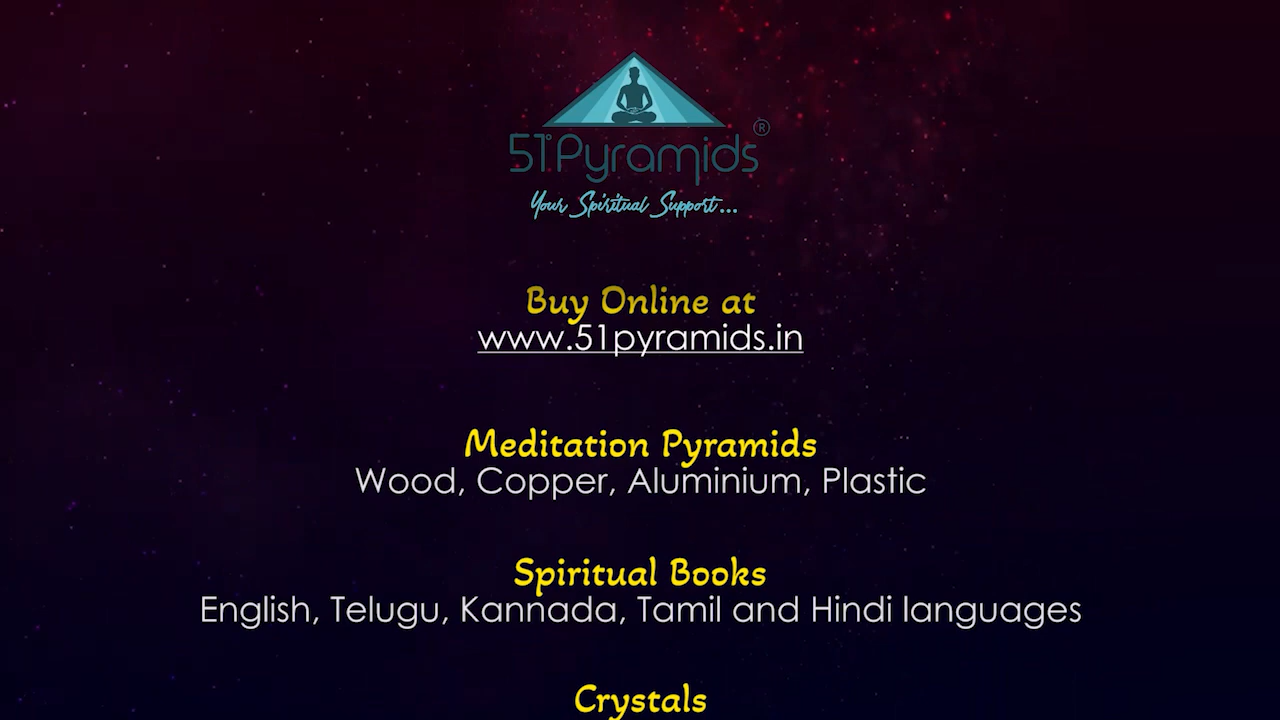 51°Pyramids®
Your Spiritual Support...
Buy Online at
www.51pyramids.in
Meditation Pyramids
Wood, Copper, Aluminium, Plastic
Spiritual Books
English, Telugu, Kannada, Tamil and Hindi languages
Crystals